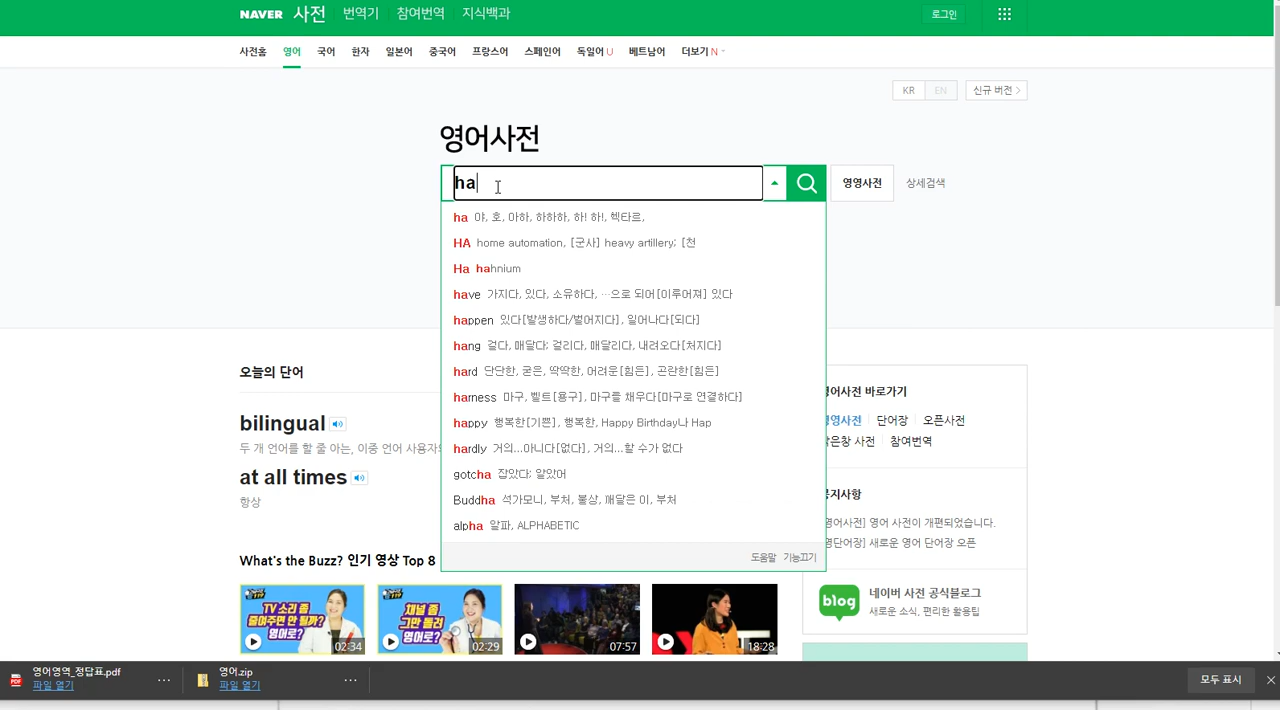 NAVER 사전 번역기 참여번역 지식백과 로그인
사전홈 영어 국어 한자 일본어 중국어 프랑스어 스페인어 독일어 U 베트남어 더보기 N
KR EN 신규 버전
영어사전
ha
영영사전 상세검색
ha 야, 호, 아하, 하하하, 하! 하!, 헥타르,
HA home automation, [군사] heavy artillery; [천
Ha hahnium
have 가지다, 있다, 소유하다, …으로 되어[이루어져] 있다
happen 있다[발생하다/벌어지다], 일어나다[되다]
hang 걸다, 매달다; 걸리다, 매달리다, 내려오다[처지다]
hard 단단한, 굳은, 딱딱한, 어려운[힘든], 곤란한[힘든]
harness 마구, 벨트[용구], 마구를 채우다[마구로 연결하다]
happy 행복한[기쁜], 행복한, Happy Birthday나 Hap
hardly 거의...아니다[없다], 거의...할 수가 없다
gotcha 잡았다; 알았어
Buddha 석가모니, 부처, 불상, 깨달은 이, 부처
alpha 알파, ALPHABETIC
도움말 기능끄기
오늘의 단어
bilingual
두 개 언어를 할 줄 아는, 이중 언어 사용자의
at all times
항상
What's the Buzz? 인기 영상 Top 8
TV 소리 좀
줄여주면 안 될까?
영어로?
02:34
채널 좀
그만 돌려
영어로?
02:29
07:57
18:28
영어사전 바로가기
영영사전 단어장 오픈사전
작은창 사전 참여번역
공지사항
[영어사전] 영어 사전이 개편되었습니다.
[영단어장] 새로운 영어 단어장 오픈
blog 네이버 사전 공식블로그
새로운 소식, 편리한 활용팁
영어영역_정답표.pdf
파일 열기
영어.zip
파일 열기
모두 표시